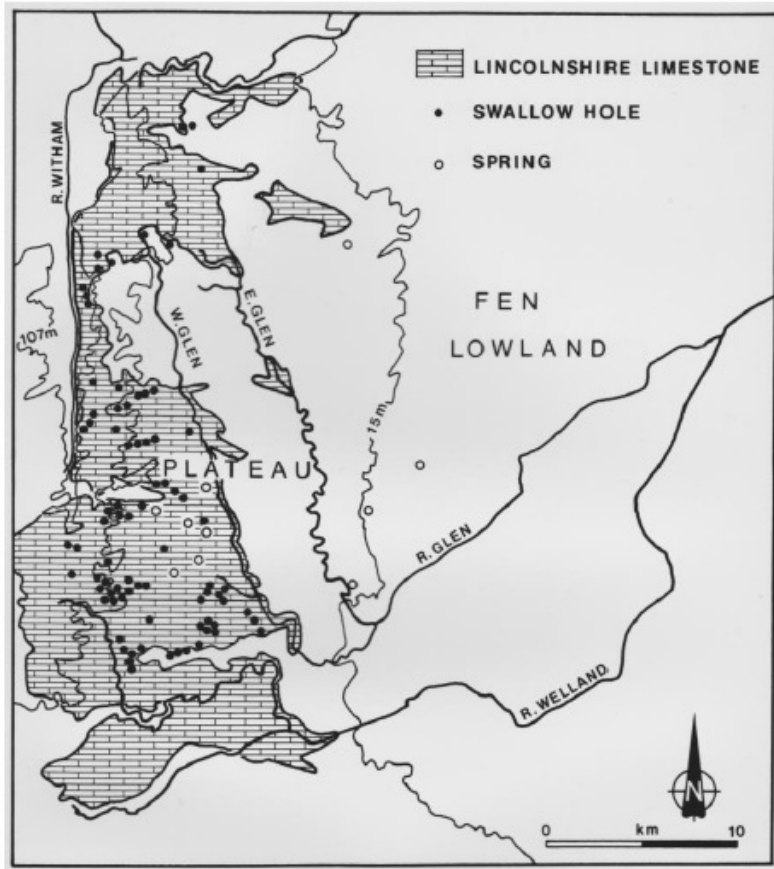 LINCOLNSHIRE LIMESTONE
SWALLOW HOLE
SPRING
R. WITHAM
107m
W. GLEN
E. GLEN
FEN
LOWLAND
15m
PLATEAU
R. GLEN
R. WELLAND
N
0 km 10